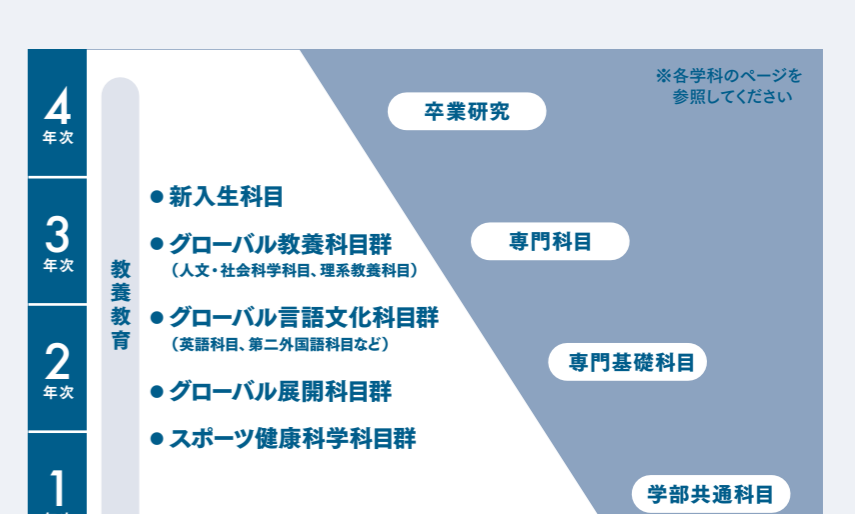 ※各学科のページを
参照してください
4
年次
卒業研究
● 新入生科目
3
年次
● グローバル教養科目群
(人文・社会科学科目、理系教養科目)
専門科目
教養教育
● グローバル言語文化科目群
(英語科目、第二外国語科目など)
2
年次
専門基礎科目
● グローバル展開科目群
● スポーツ健康科学科目群
1
学部共通科目